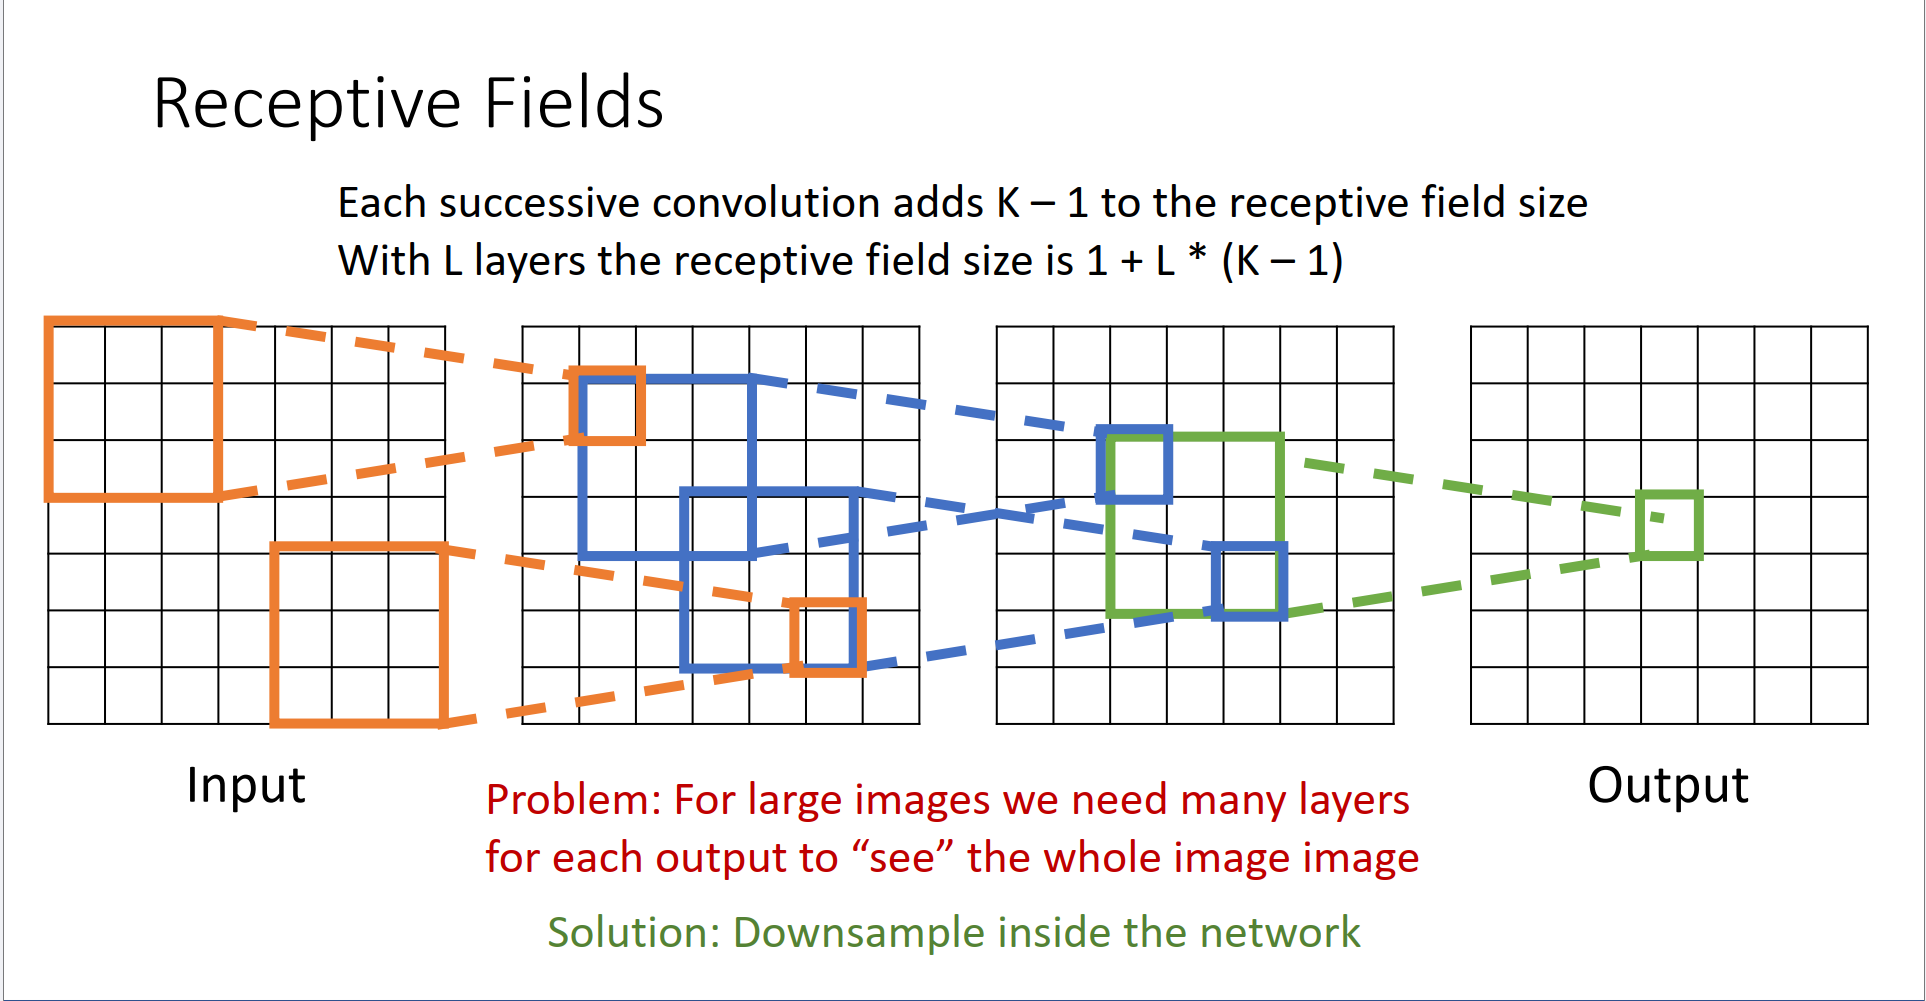 Receptive Fields
Each successive convolution adds K – 1 to the receptive field size
With L layers the receptive field size is 1 + L * (K – 1)
Input
Output
Problem: For large images we need many layers
for each output to “see” the whole image image
Solution: Downsample inside the network